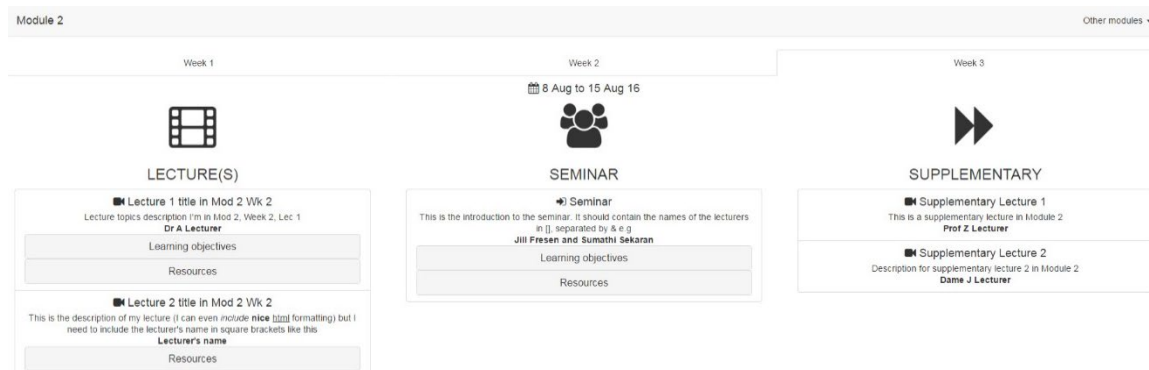 Module 2
Other modules
Week 1
Week 2
Week 3
8 Aug to 15 Aug 16
LECTURE(S)
Lecture 1 title in Mod 2 Wk 2
Lecture topics description I'm in Mod 2, Week 2, Lec 1
Dr A Lecturer
Learning objectives
Resources
Lecture 2 title in Mod 2 Wk 2
This is the description of my lecture (I can even include nice html formatting) but I
need to include the lecturer's name in square brackets like this
Lecturer's name
Resources
SEMINAR
Seminar
This is the introduction to the seminar. It should contain the names of the lecturers
in [], separated by & e.g
Jill Fresen and Sumathi Sekaran
Learning objectives
Resources
SUPPLEMENTARY
Supplementary Lecture 1
This is a supplementary lecture in Module 2
Prof Z Lecturer
Supplementary Lecture 2
Description for supplementary lecture 2 in Module 2
Dame J Lecturer